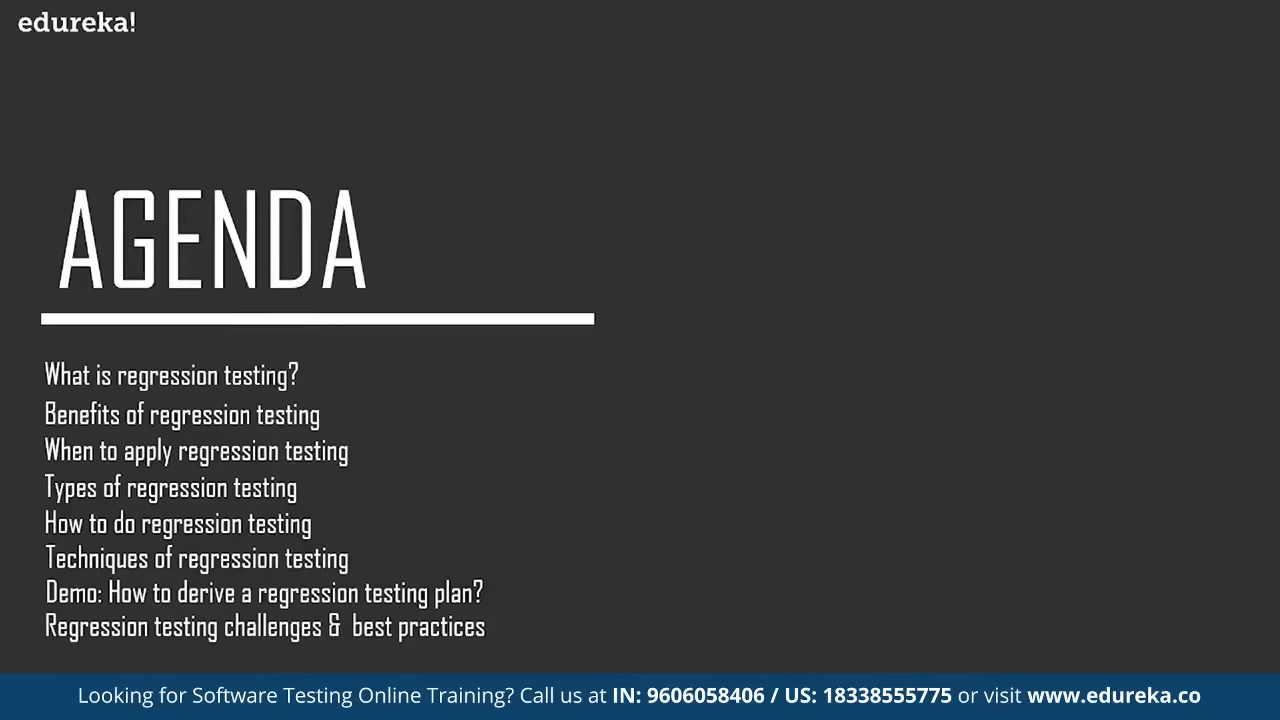 edureka!
AGENDA
What is regression testing?
Benefits of regression testing
When to apply regression testing
Types of regression testing
How to do regression testing
Techniques of regression testing
Demo: How to derive a regression testing plan?
Regression testing challenges & best practices
Looking for Software Testing Online Training? Call us at IN: 9606058406 / US: 18338555775 or visit www.edureka.co